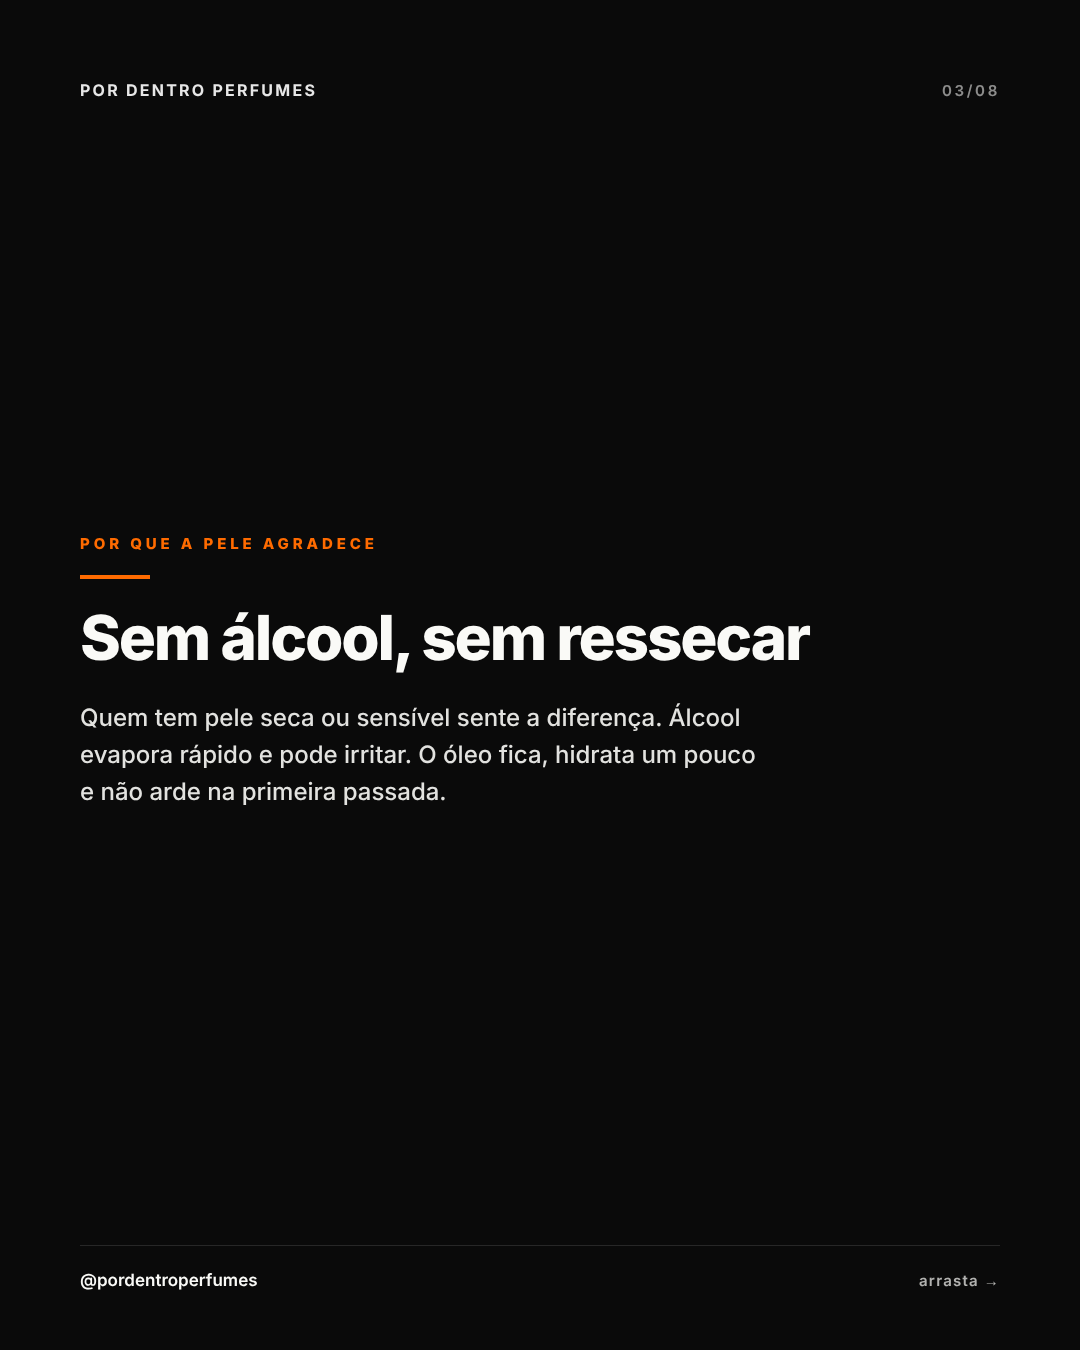 POR DENTRO PERFUMES
03/08
POR QUE A PELE AGRADECE
Sem álcool, sem ressecar
Quem tem pele seca ou sensível sente a diferença. Álcool
evapora rápido e pode irritar. O óleo fica, hidrata um pouco
e não arde na primeira passada.
@pordentroperfumes
arrasta →